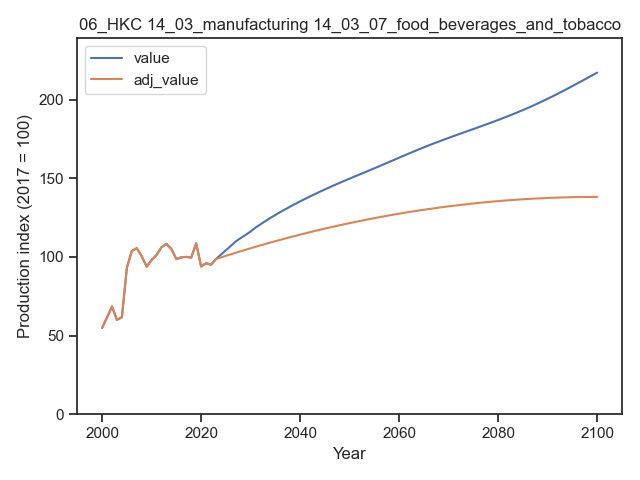 06_HKC 14_03_manufacturing 14_03_07_food_beverages_and_tobacco
value
adj_value
Production index (2017 = 100)
200
150
100
50
0
2000 2020 2040 2060 2080 2100
Year